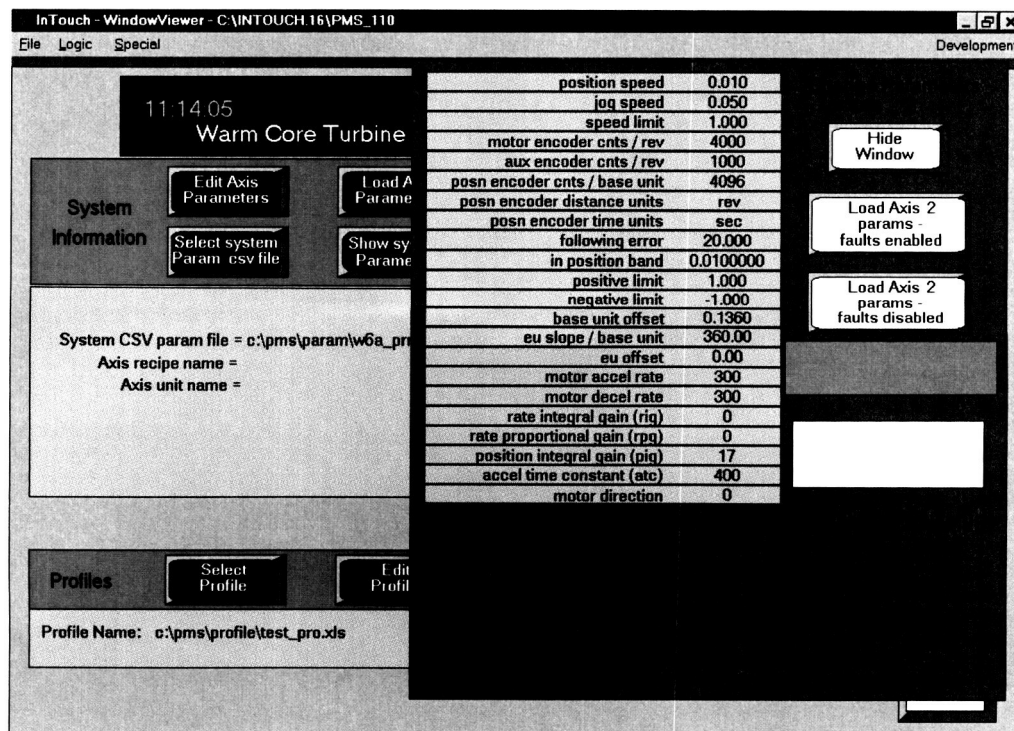 InTouch - WindowViewer - C:\INTOUCH.16\PMS_110
File Logic Special Development
11:14:05
Warm Core Turbine
System
Information
Edit Axis
Parameters
Load A
Parame
Select system
Param csv file
Show sy
Parame
System CSV param file = c:\pms\param\w6a_prr
Axis recipe name =
Axis unit name =
Profiles
Select
Profile
Edit
Profil
Profile Name: c:\pms\profile\test_pro.xls
position speed 0.010
jog speed 0.050
speed limit 1.000
motor encoder cnts / rev 4000
aux encoder cnts / rev 1000
posn encoder cnts / base unit 4096
posn encoder distance units rev
posn encoder time units sec
following error 20.000
in position band 0.0100000
positive limit 1.000
negative limit -1.000
base unit offset 0.1360
eu slope / base unit 360.00
eu offset 0.00
motor accel rate 300
motor decel rate 300
rate integral gain (rig) 0
rate proportional gain (rpg) 0
position integral gain (pig) 17
accel time constant (atc) 400
motor direction 0
Hide
Window
Load Axis 2
params -
faults enabled
Load Axis 2
params -
faults disabled